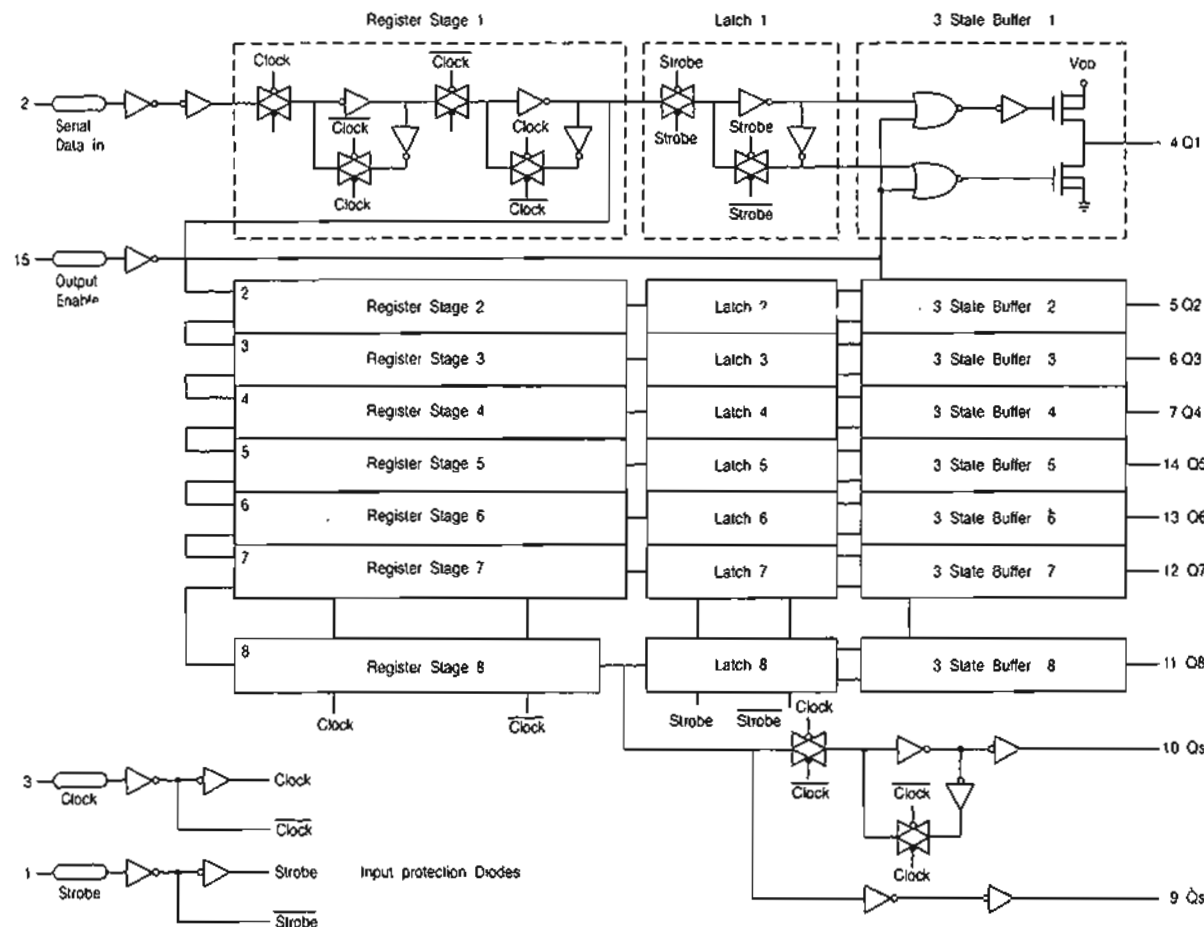 Register Stage 1
Latch 1
3 State Buffer 1
Clock
Clock
Strobe
VDD
2
Serial
Data in
Clock
Clock
Strobe
Strobe
4 Q1
Clock
Clock
Strobe
15
Output
Enable
2
Register Stage 2
Latch 2
3 State Buffer 2
5 Q2
3
Register Stage 3
Latch 3
3 State Buffer 3
6 Q3
4
Register Stage 4
Latch 4
3 State Buffer 4
7 Q4
5
Register Stage 5
Latch 5
3 State Buffer 5
14 Q5
6
Register Stage 6
Latch 6
3 State Buffer 6
13 Q6
7
Register Stage 7
Latch 7
3 State Buffer 7
12 Q7
8
Register Stage 8
Latch 8
3 State Buffer 8
11 Q8
Clock
Clock
Strobe
Strobe
Clock
10 Qs
3
Clock
Clock
Clock
Clock
Clock
Clock
1
Strobe
Strobe
Strobe
Input protection Diodes
9 Qs